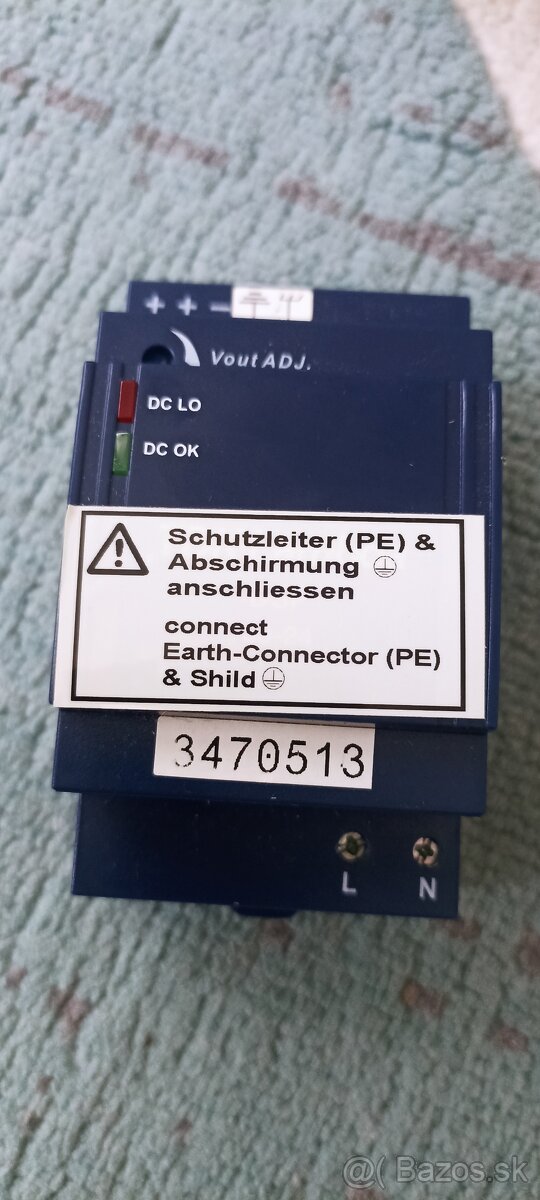 + + −
Vout ADJ.
DC LO
DC OK
Schutzleiter (PE) &
Abschirmung
anschliessen
connect
Earth-Connector (PE)
& Shild
3470513
L N
@( Bazos.sk